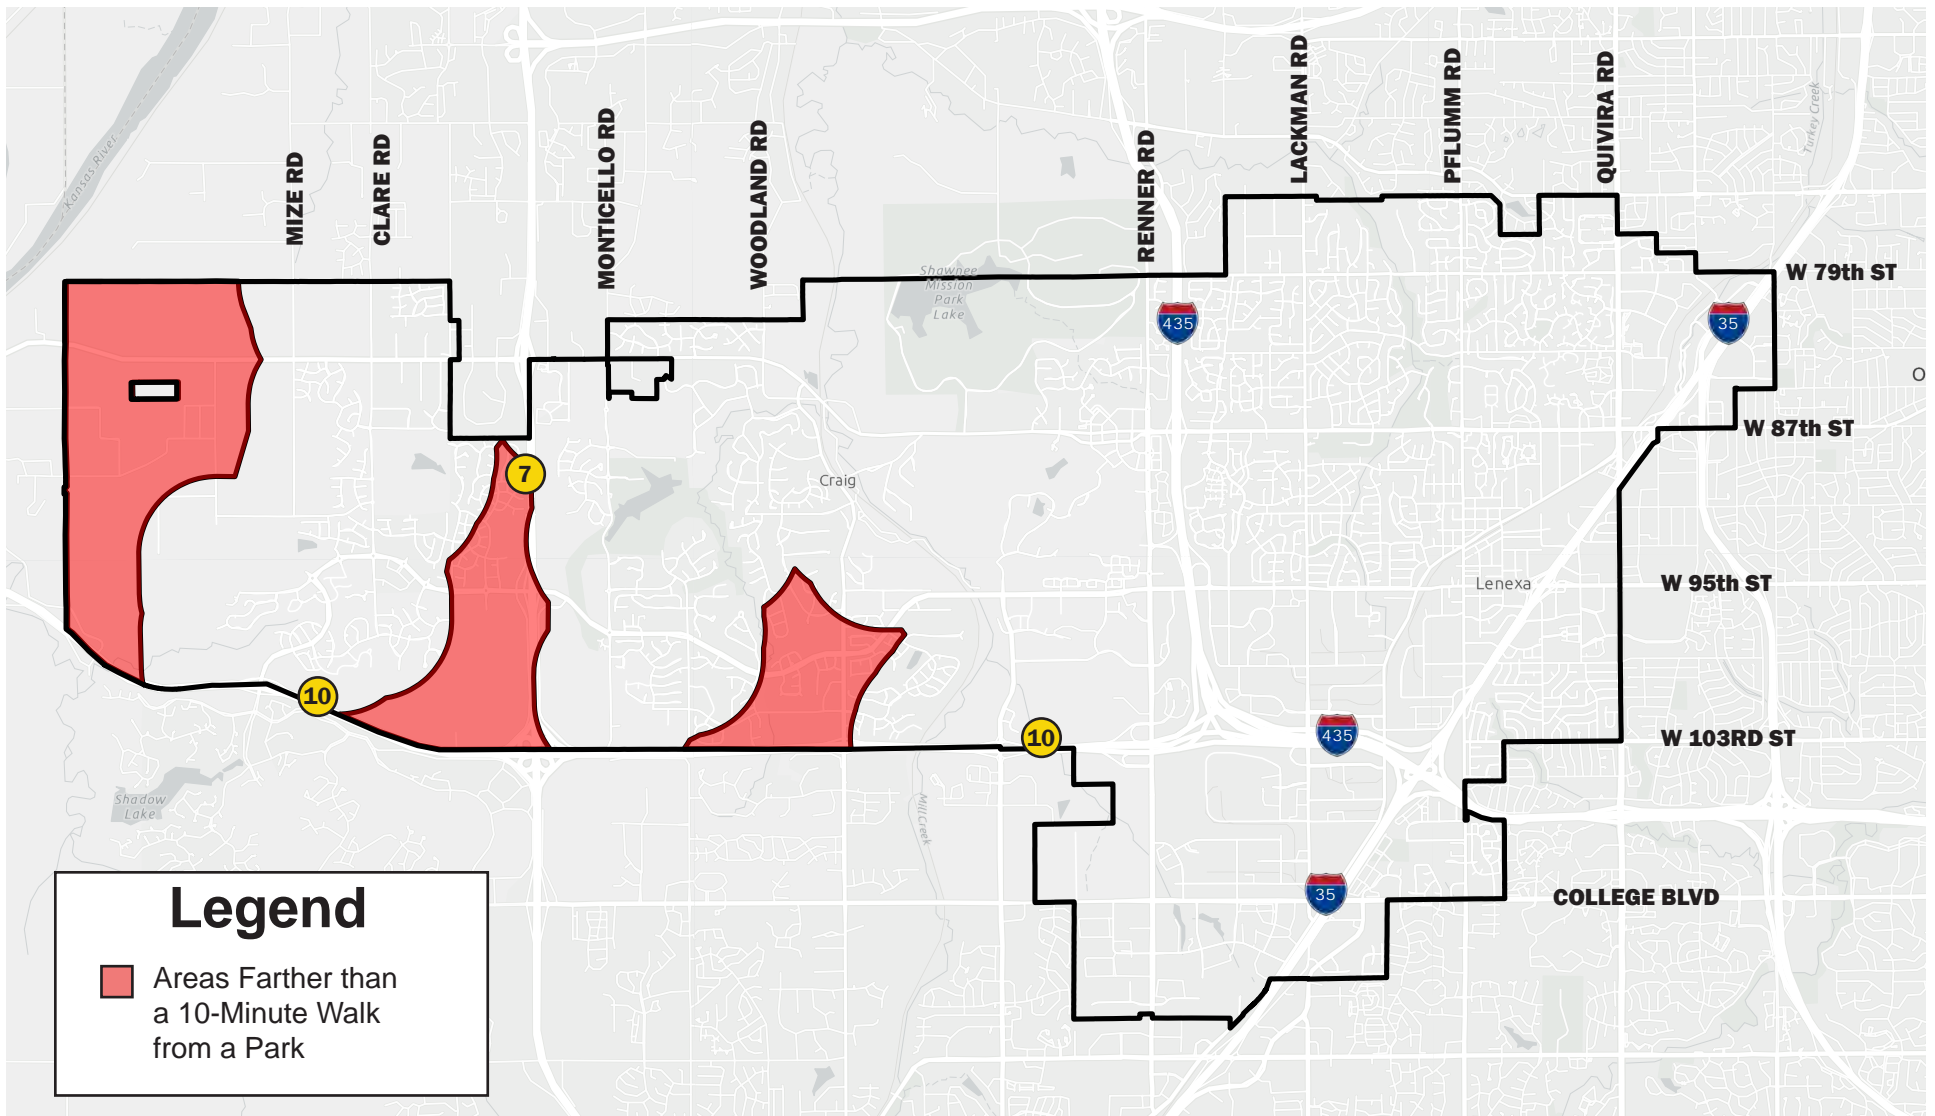 LACKMAN RD
PFLUMM RD
QUIVIRA RD
Turkey Creek
MONTICELLO RD
WOODLAND RD
RENNER RD
MIZE RD
CLARE RD
Kansas River
Shawnee
Mission
Park
Lake
W 79th ST
435
35
O
W 87th ST
7
Craig
Lenexa
W 95th ST
10
10
435
W 103RD ST
Shadow
Lake
Mill Creek
35
COLLEGE BLVD
Legend
Areas Farther than
a 10-Minute Walk
from a Park